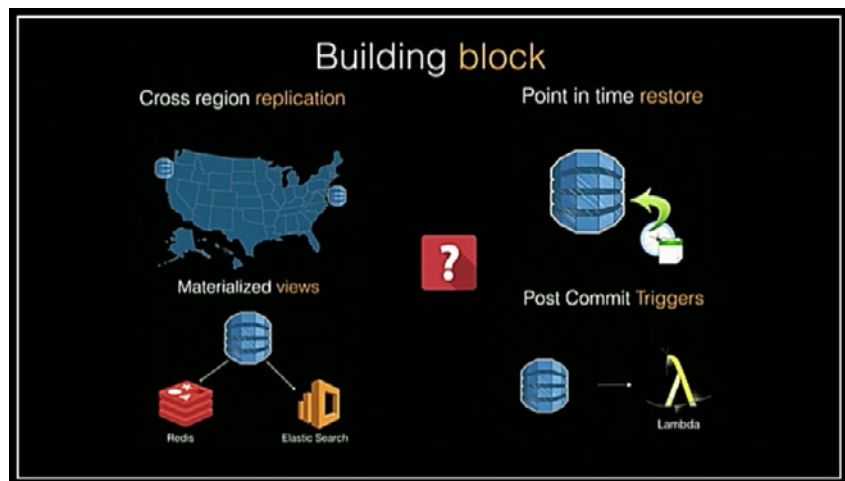 Building block
Cross region replication
Point in time restore
?
Materialized views
Post Commit Triggers
Redis
Elastic Search
Lambda